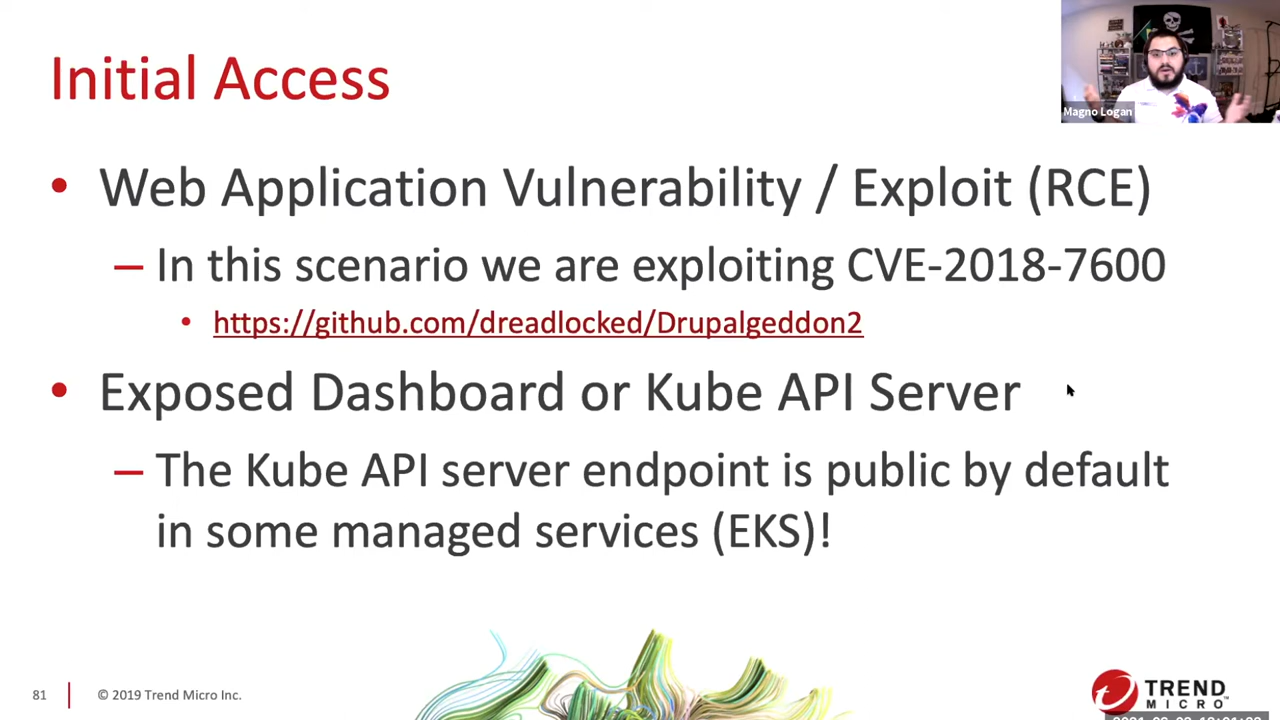 Initial Access
Magno Logan
• Web Application Vulnerability / Exploit (RCE)
– In this scenario we are exploiting CVE-2018-7600
• https://github.com/dreadlocked/Drupalgeddon2
• Exposed Dashboard or Kube API Server
– The Kube API server endpoint is public by default
in some managed services (EKS)!
81
© 2019 Trend Micro Inc.
TREND
MICRO™